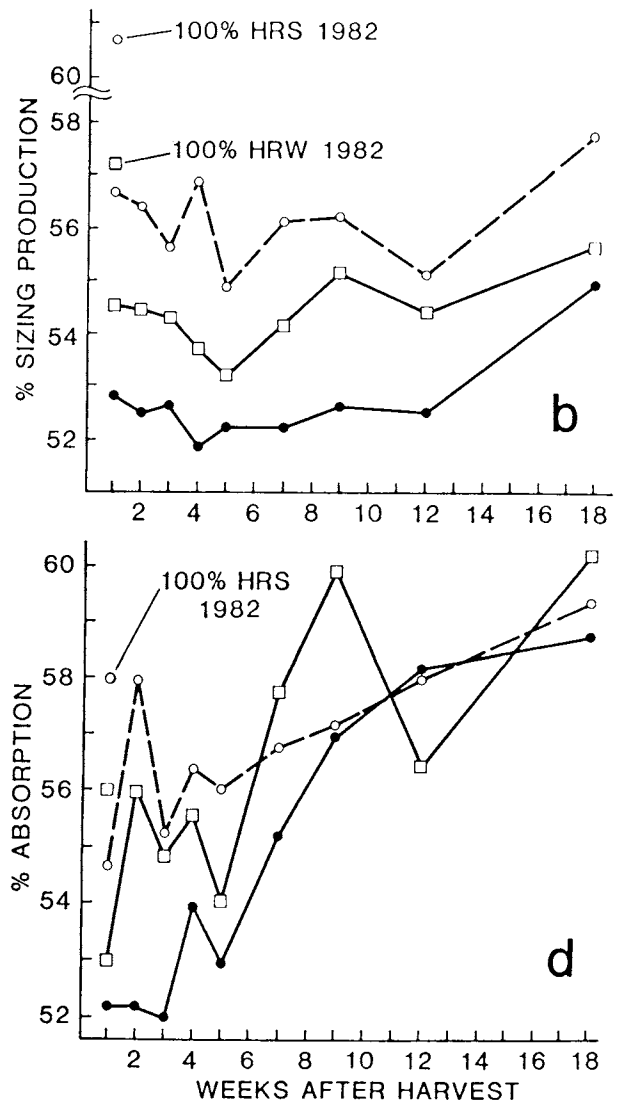 100% HRS 1982
60
58
100% HRW 1982
56
54
52
% SIZING PRODUCTION
b
2 4 6 8 10 12 14 16 18
60
100% HRS
1982
58
56
54
52
% ABSORPTION
d
2 4 6 8 10 12 14 16 18
WEEKS AFTER HARVEST